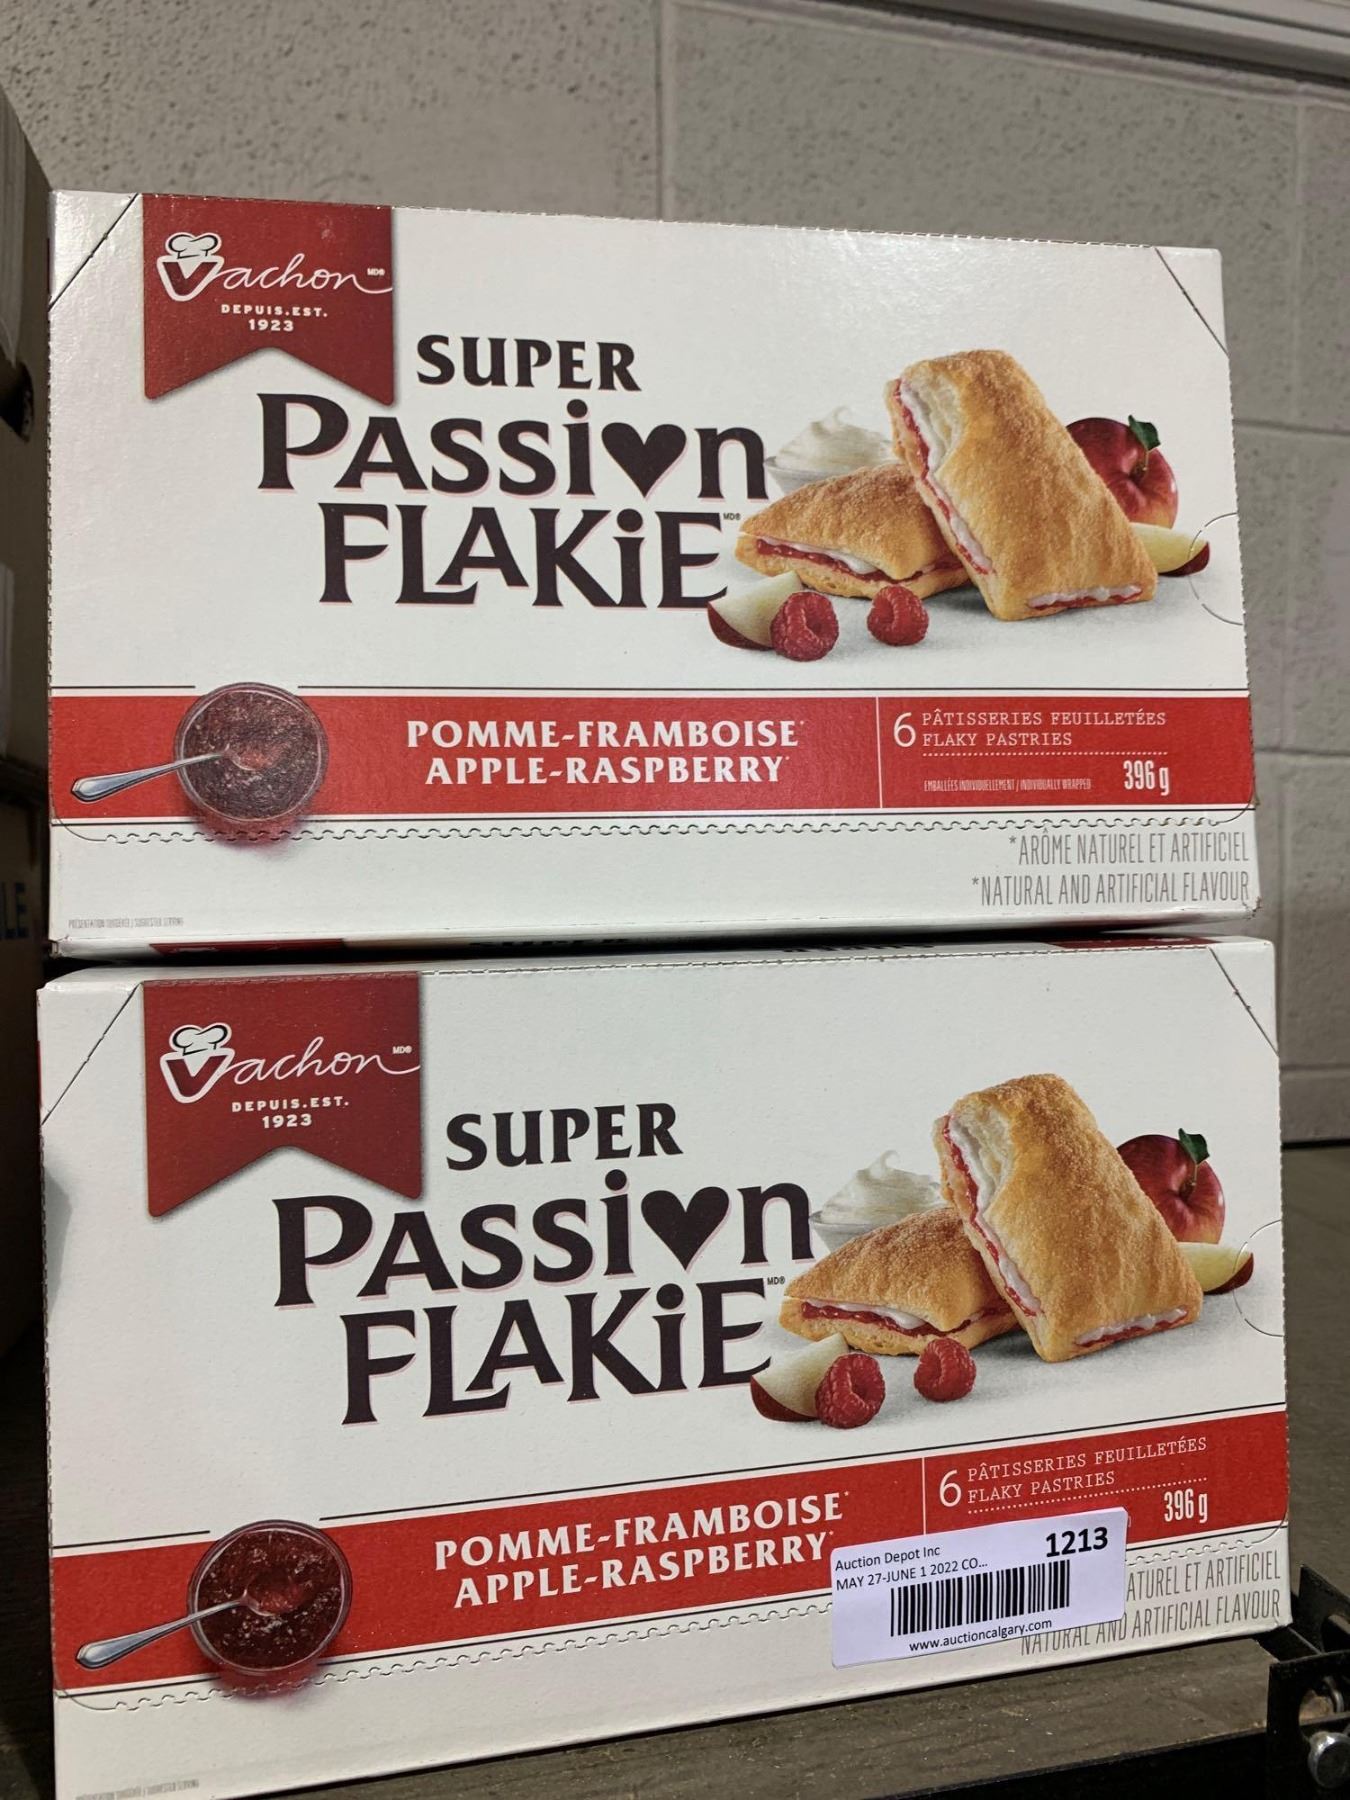 Vachon MD®
DEPUIS.EST.
1923
SUPER
PASSion
FLAKiE MD®
POMME-FRAMBOISE*
APPLE-RASPBERRY*
6 PÂTISSERIES FEUILLETÉES
FLAKY PASTRIES
EMBALLÉES INDIVIDUELLEMENT / INDIVIDUALLY WRAPPED
396 g
*ARÔME NATUREL ET ARTIFICIEL
*NATURAL AND ARTIFICIAL FLAVOUR
Vachon MD®
DEPUIS.EST.
1923
SUPER
PASSion
FLAKiE MD®
POMME-FRAMBOISE*
APPLE-RASPBERRY*
6 PÂTISSERIES FEUILLETÉES
FLAKY PASTRIES
396 g
Auction Depot Inc 1213
MAY 27-JUNE 1 2022 CO...
www.auctioncalgary.com
ATUREL ET ARTIFICIEL
NATURAL AND ARTIFICIAL FLAVOUR